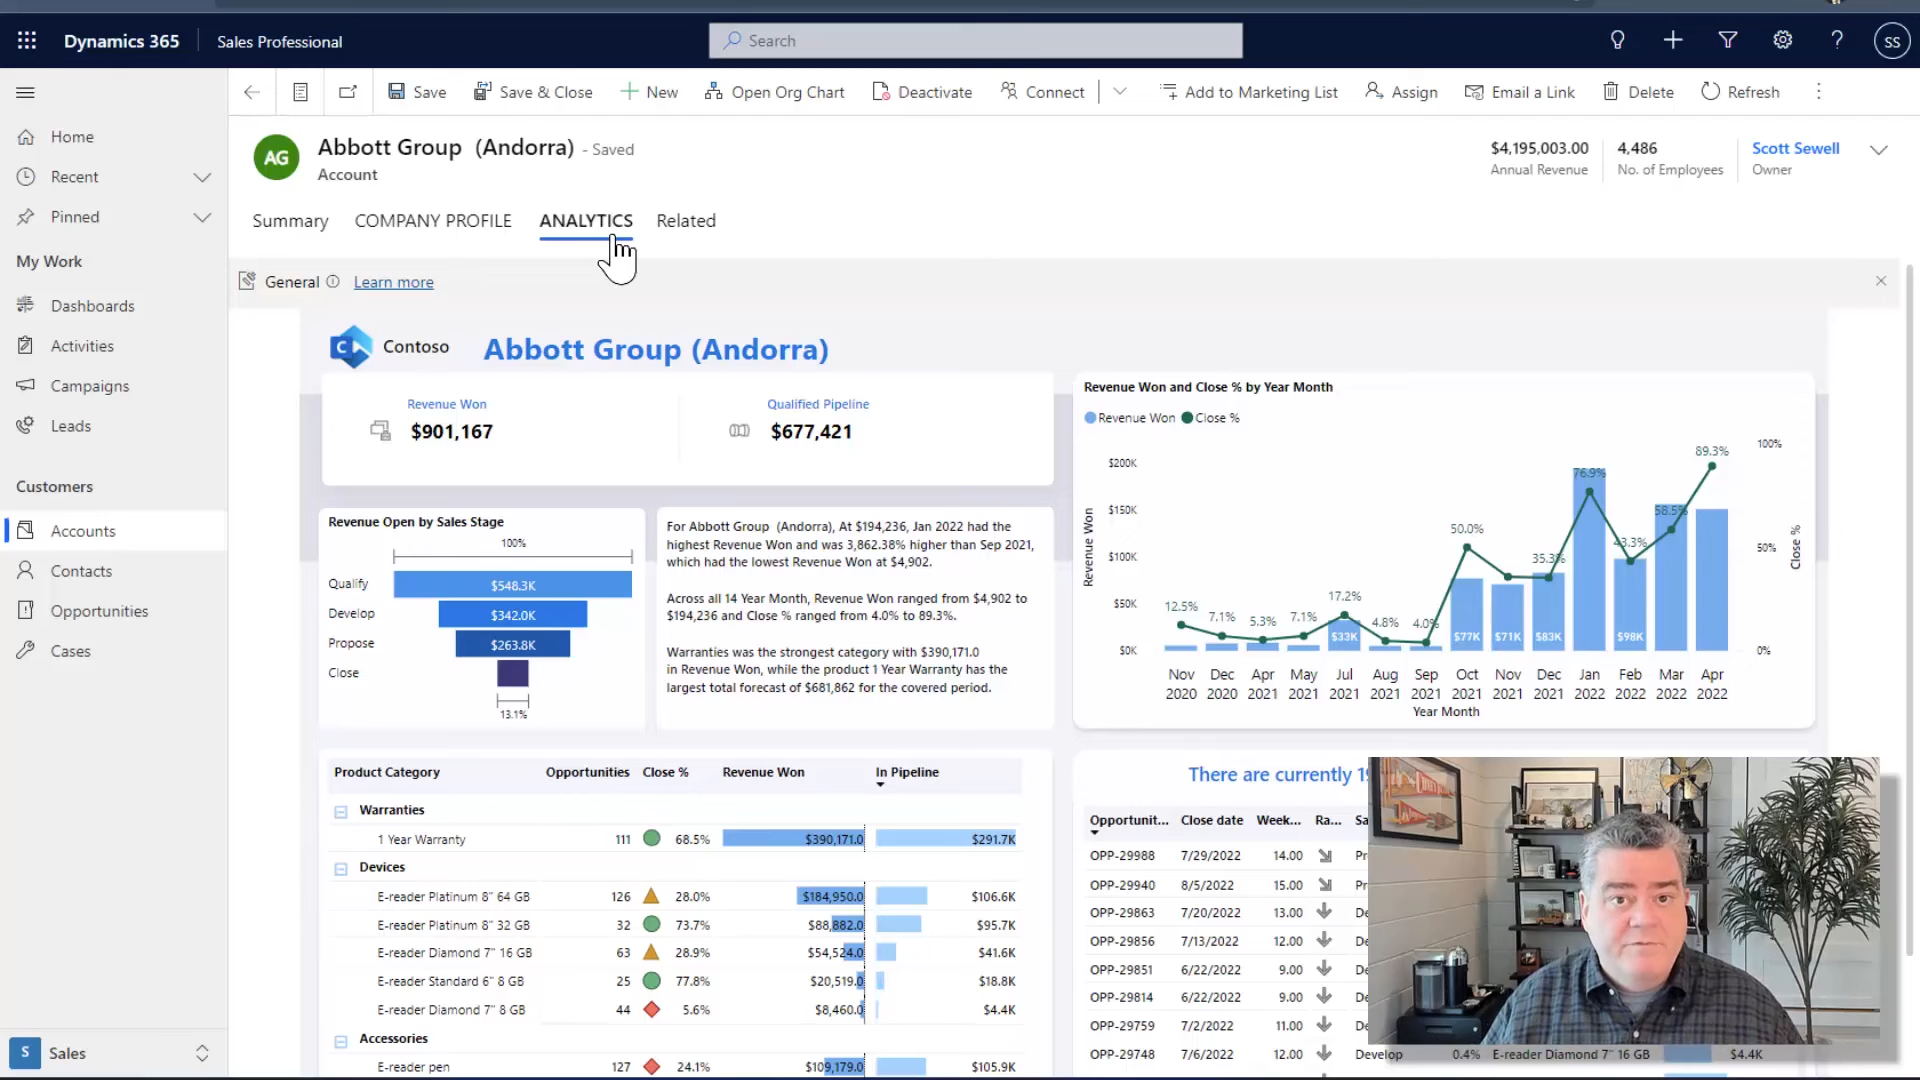 Dynamics 365
Sales Professional
Search
SS
Save
Save & Close
New
Open Org Chart
Deactivate
Connect
Add to Marketing List
Assign
Email a Link
Delete
Refresh
Home
Recent
Pinned
My Work
Dashboards
Activities
Campaigns
Leads
Customers
Accounts
Contacts
Opportunities
Cases
S Sales
AG
Abbott Group (Andorra) - Saved
Account
$4,195,003.00
Annual Revenue
4,486
No. of Employees
Scott Sewell
Owner
Summary COMPANY PROFILE ANALYTICS Related
General Learn more
Contoso
Abbott Group (Andorra)
Revenue Won
$901,167
Qualified Pipeline
$677,421
Revenue Open by Sales Stage
100%
Qualify $548.3K
Develop $342.0K
Propose $263.8K
Close
13.1%
For Abbott Group (Andorra), At $194,236, Jan 2022 had the
highest Revenue Won and was 3,862.38% higher than Sep 2021,
which had the lowest Revenue Won at $4,902.
Across all 14 Year Month, Revenue Won ranged from $4,902 to
$194,236 and Close % ranged from 4.0% to 89.3%.
Warranties was the strongest category with $390,171.0
in Revenue Won, while the product 1 Year Warranty has the
largest total forecast of $681,862 for the covered period.
Revenue Won and Close % by Year Month
Revenue Won Close %
Revenue Won
$200K
$150K
$100K
$50K
$0K
100%
50%
0%
Close %
12.5% 7.1% 5.3% 7.1% 17.2% 4.8% 4.0% 50.0% 35.3% 76.9% 43.3% 58.5% 89.3%
$33K $77K $71K $83K $98K
Nov Dec Apr May Jul Aug Sep Oct Nov Dec Jan Feb Mar Apr
2020 2020 2021 2021 2021 2021 2021 2021 2021 2021 2022 2022 2022 2022
Year Month
Product Category Opportunities Close % Revenue Won In Pipeline
Warranties
1 Year Warranty 111 68.5% $390,171.0 $291.7K
Devices
E-reader Platinum 8" 64 GB 126 28.0% $184,950.0 $106.6K
E-reader Platinum 8" 32 GB 32 73.7% $88,882.0 $95.7K
E-reader Diamond 7" 16 GB 63 28.9% $54,524.0 $41.6K
E-reader Standard 6" 8 GB 25 77.8% $20,519.0 $18.8K
E-reader Diamond 7" 8 GB 44 5.6% $8,460.0 $4.4K
Accessories
E-reader pen 127 24.1% $109,179.0 $105.9K
There are currently
Opportunit... Close date Week... Ra... Sa
OPP-29988 7/29/2022 14.00 Pr
OPP-29940 8/5/2022 15.00 Pr
OPP-29863 7/20/2022 13.00 De
OPP-29856 7/13/2022 12.00 De
OPP-29851 6/22/2022 9.00 De
OPP-29814 6/22/2022 9.00 De
OPP-29759 7/2/2022 11.00 De
OPP-29748 7/6/2022 12.00 Develop 0.4% E-reader Diamond 7" 16 GB $4.4K